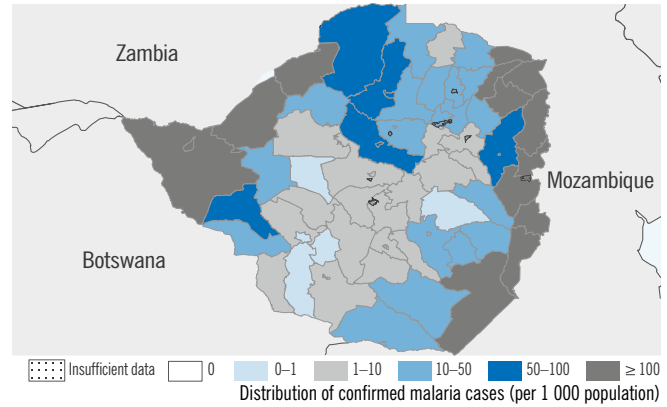 Zambia
Mozambique
Botswana
Insufficient data 0 0–1 1–10 10–50 50–100 ≥ 100
Distribution of confirmed malaria cases (per 1 000 population)